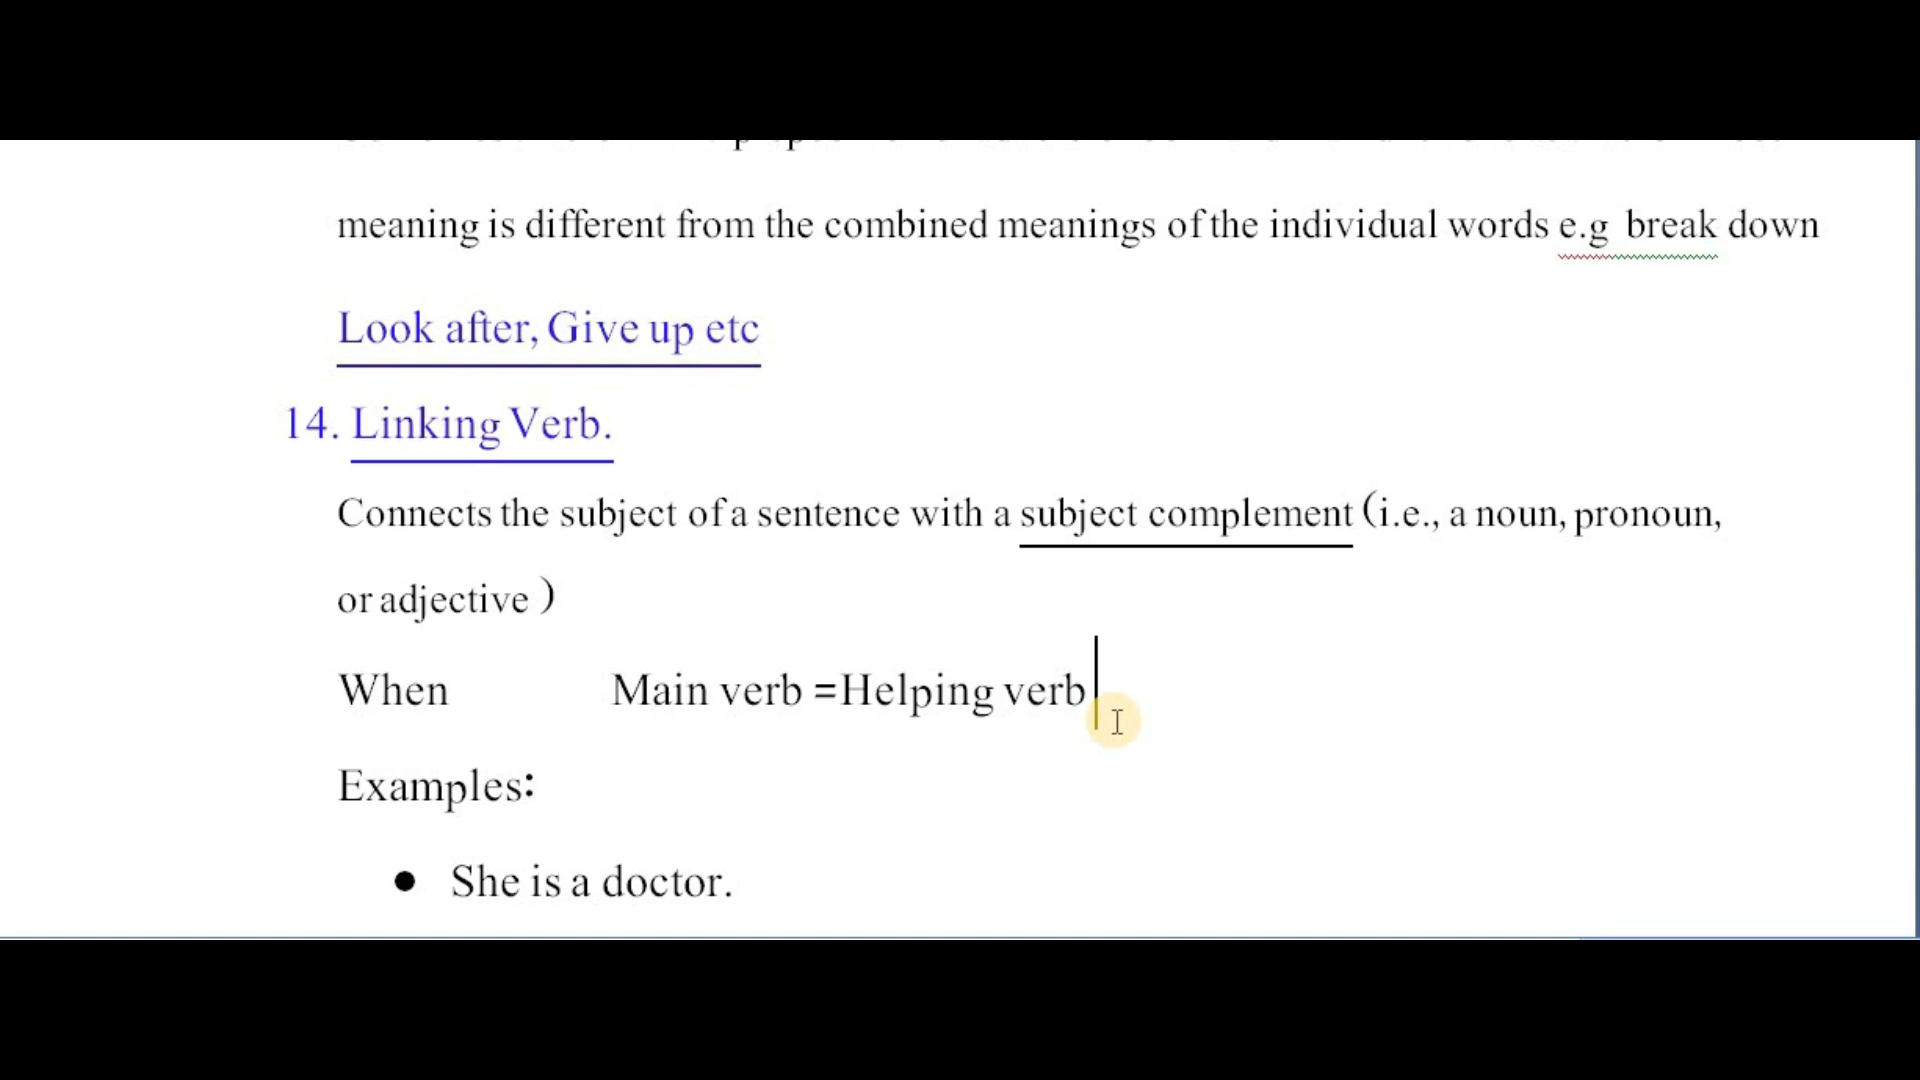 meaning is different from the combined meanings of the individual words e.g break down
Look after, Give up etc
14. Linking Verb.
Connects the subject of a sentence with a subject complement (i.e., a noun, pronoun,
or adjective )
When Main verb =Helping verb
Examples:
● She is a doctor.